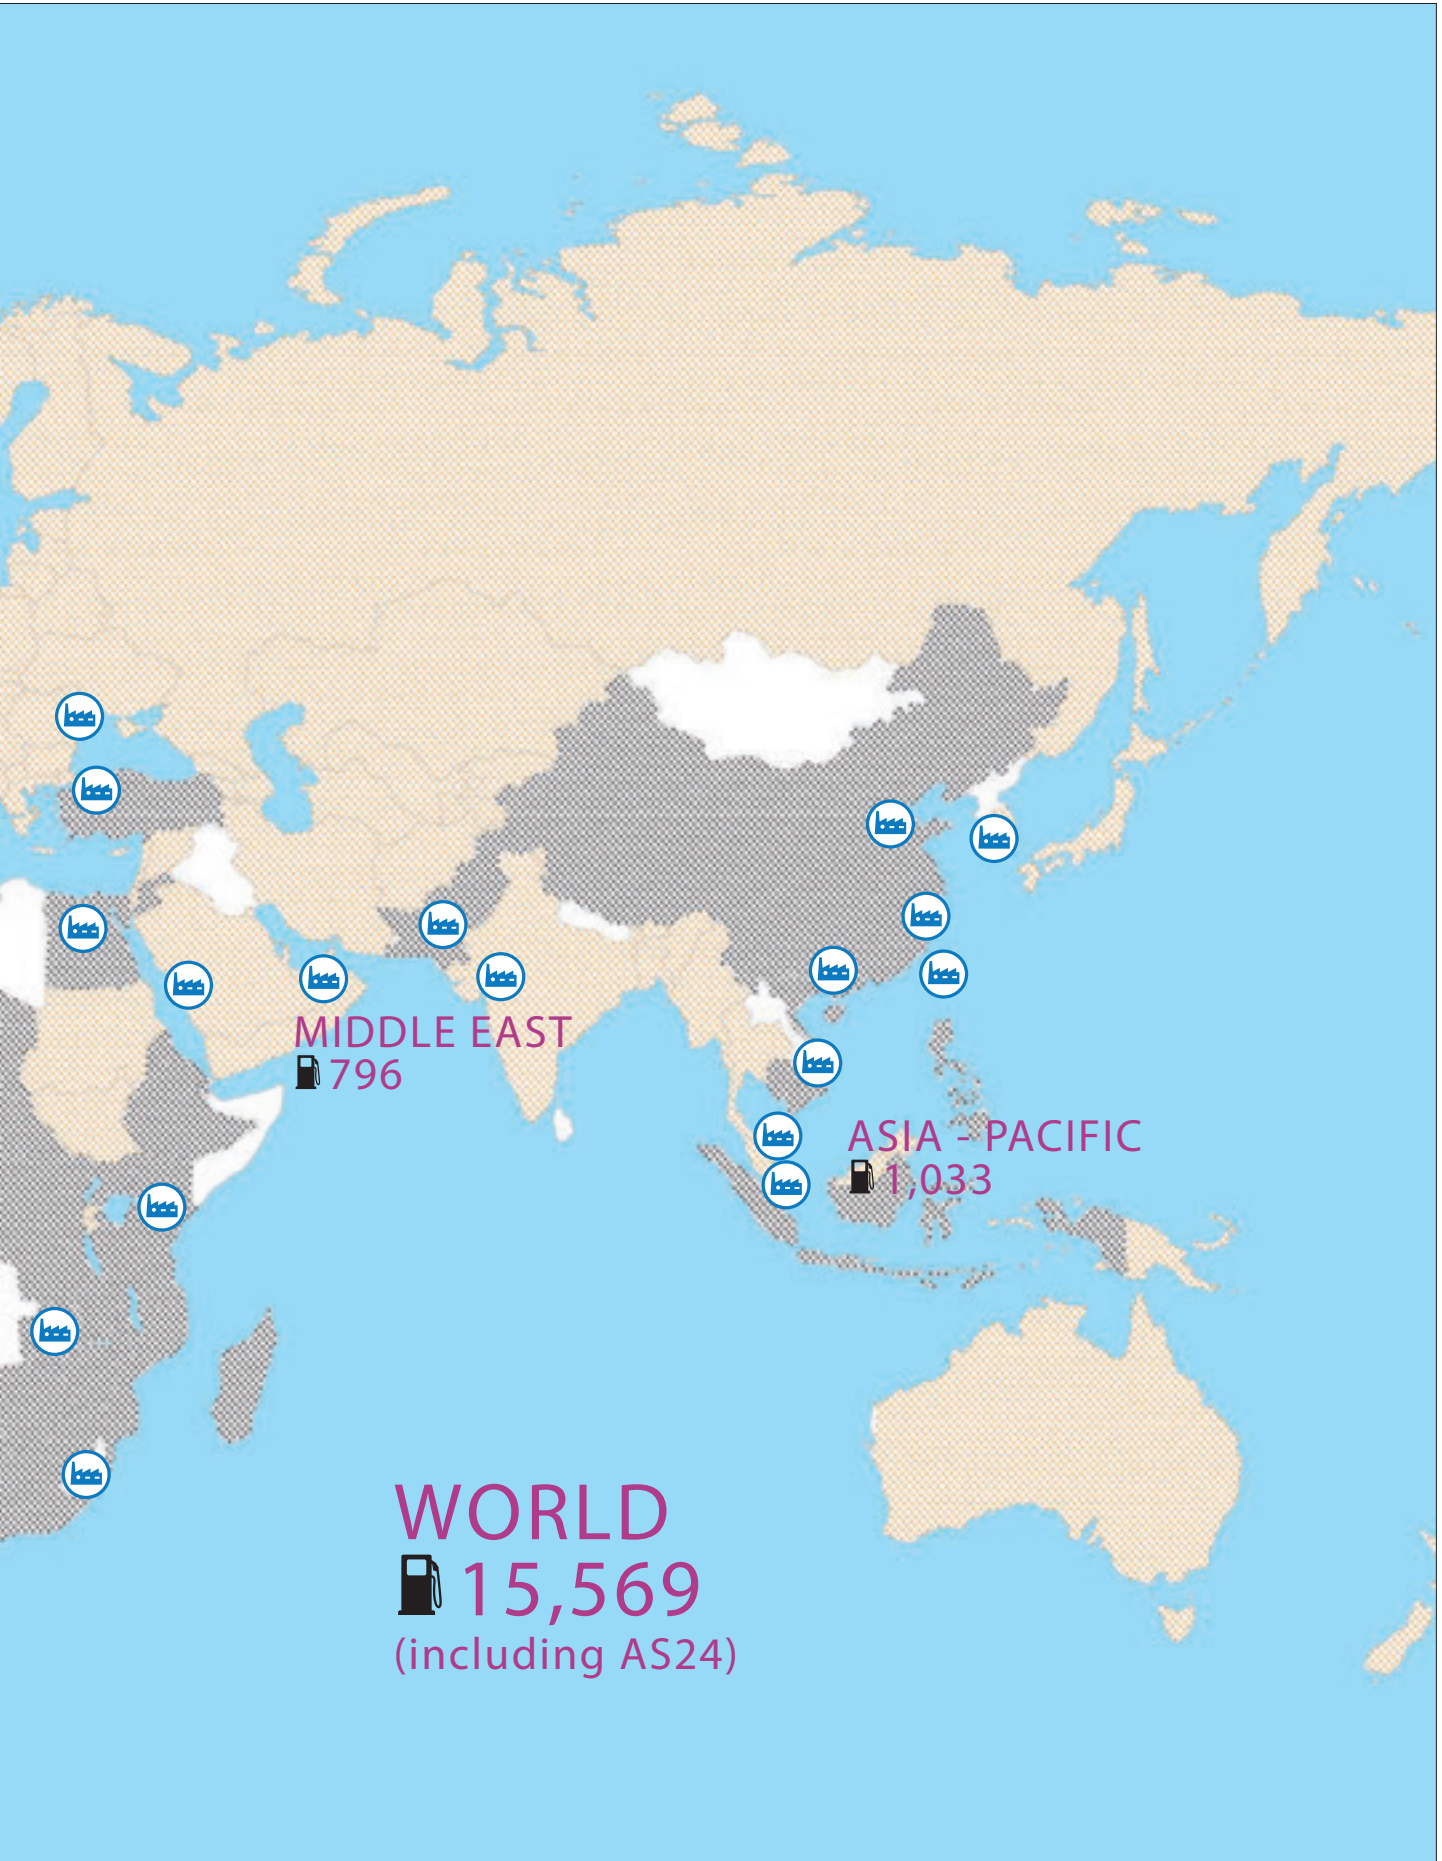 MIDDLE EAST
796
ASIA - PACIFIC
1,033
WORLD
15,569
(including AS24)